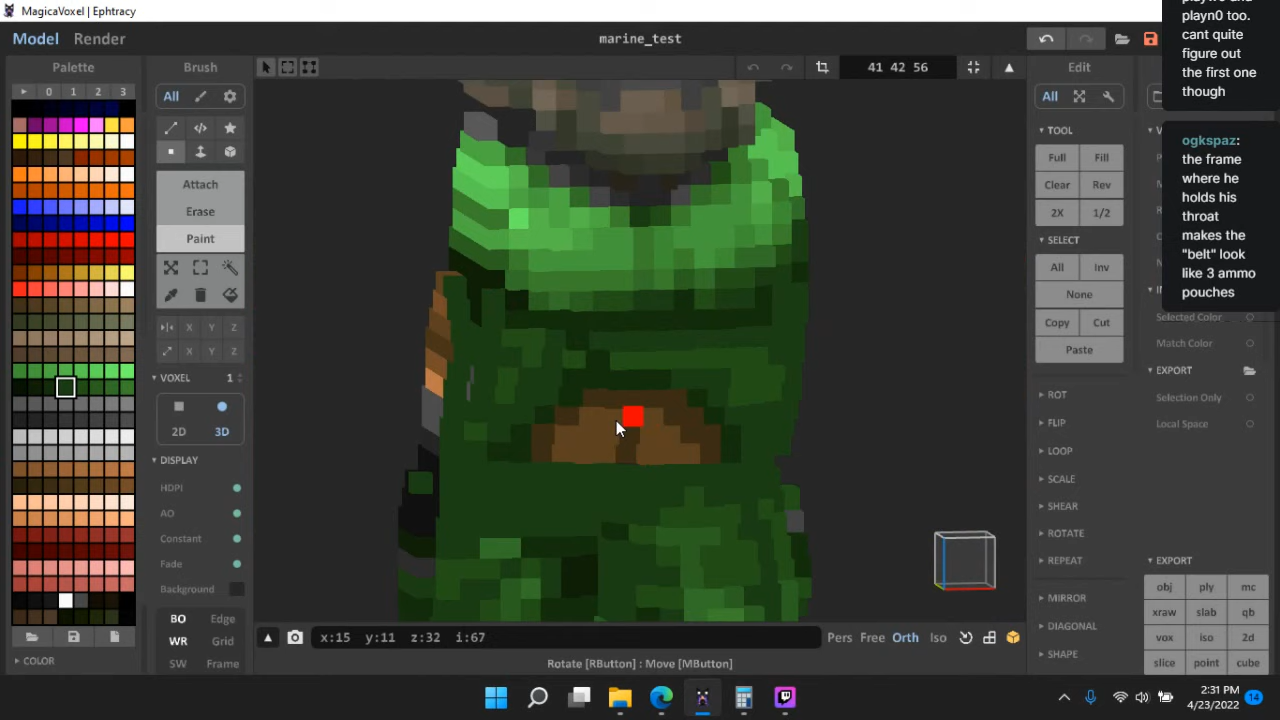 MagicaVoxel | Ephtracy
Model Render
marine_test
playn0 too.
cant quite
figure out
the first one
though
ogkspaz:
the frame
where he
holds his
throat
makes the
"belt" look
like 3 ammo
pouches
Palette
0 1 2 3
COLOR
Brush
All
Attach
Erase
Paint
X Y Z
X Y Z
VOXEL 1
2D 3D
DISPLAY
HDPI
AO
Constant
Fade
Background
BO Edge
WR Grid
SW Frame
41 42 56
x:15 y:11 z:32 i:67
Pers Free Orth Iso
Rotate [RButton] : Move [MButton]
Edit
All
TOOL
Full Fill
Clear Rev
2X 1/2
SELECT
All Inv
None
Copy Cut
Paste
ROT
FLIP
LOOP
SCALE
SHEAR
ROTATE
REPEAT
MIRROR
DIAGONAL
SHAPE
Selected Color
Match Color
EXPORT
Selection Only
Local Space
EXPORT
obj ply mc
xraw slab qb
vox iso 2d
slice point cube
2:31 PM
4/23/2022
14